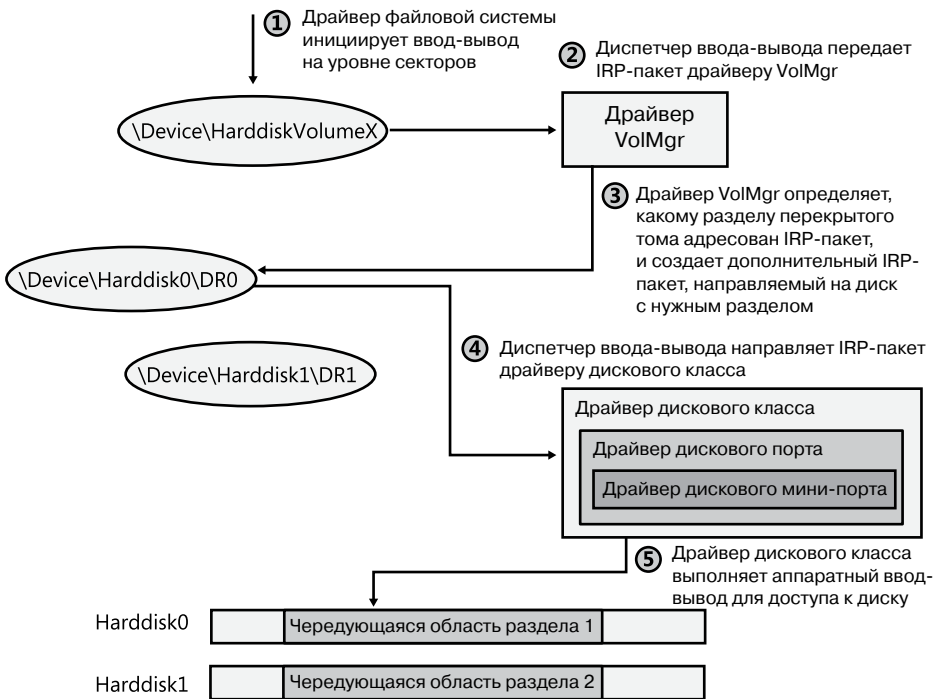 1 Драйвер файловой системы
инициирует ввод-вывод
на уровне секторов
2 Диспетчер ввода-вывода передает
IRP-пакет драйверу VolMgr
\Device\HarddiskVolumeX
Драйвер
VolMgr
3 Драйвер VolMgr определяет,
какому разделу перекрытого
тома адресован IRP-пакет,
и создает дополнительный IRP-
пакет, направляемый на диск
с нужным разделом
\Device\Harddisk0\DR0
4 Диспетчер ввода-вывода направляет IRP-пакет
драйверу дискового класса
\Device\Harddisk1\DR1
Драйвер дискового класса
Драйвер дискового порта
Драйвер дискового мини-порта
5 Драйвер дискового класса
выполняет аппаратный ввод-
вывод для доступа к диску
Harddisk0
Чередующаяся область раздела 1
Harddisk1
Чередующаяся область раздела 2